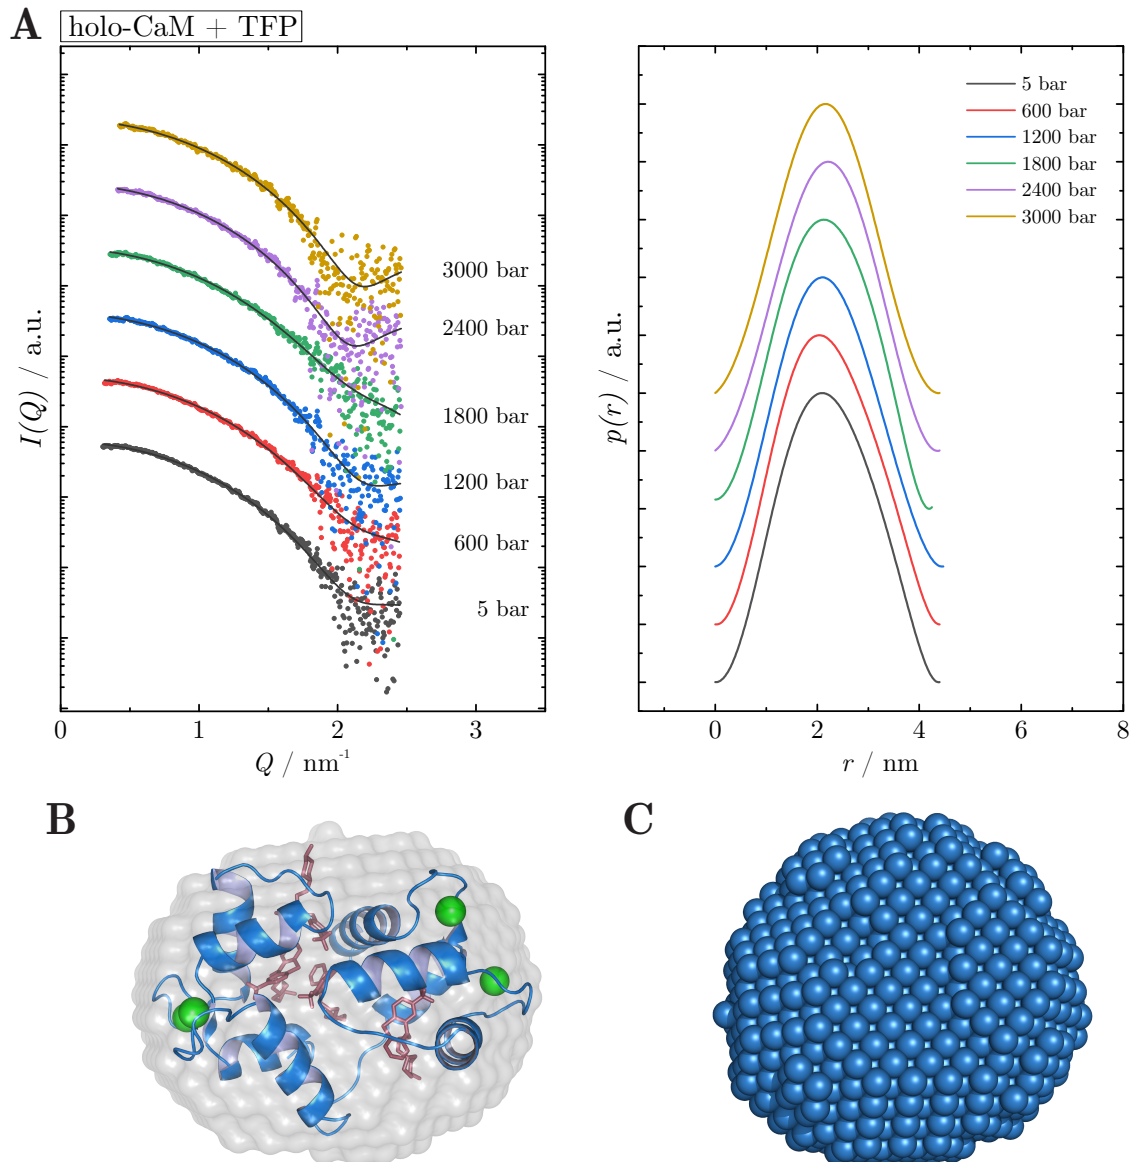 A
holo-CaM + TFP
I(Q) / a.u.
3000 bar
2400 bar
1800 bar
1200 bar
600 bar
5 bar
0 1 2 3
Q / nm⁻¹
p(r) / a.u.
5 bar
600 bar
1200 bar
1800 bar
2400 bar
3000 bar
0 2 4 6 8
r / nm
B
C